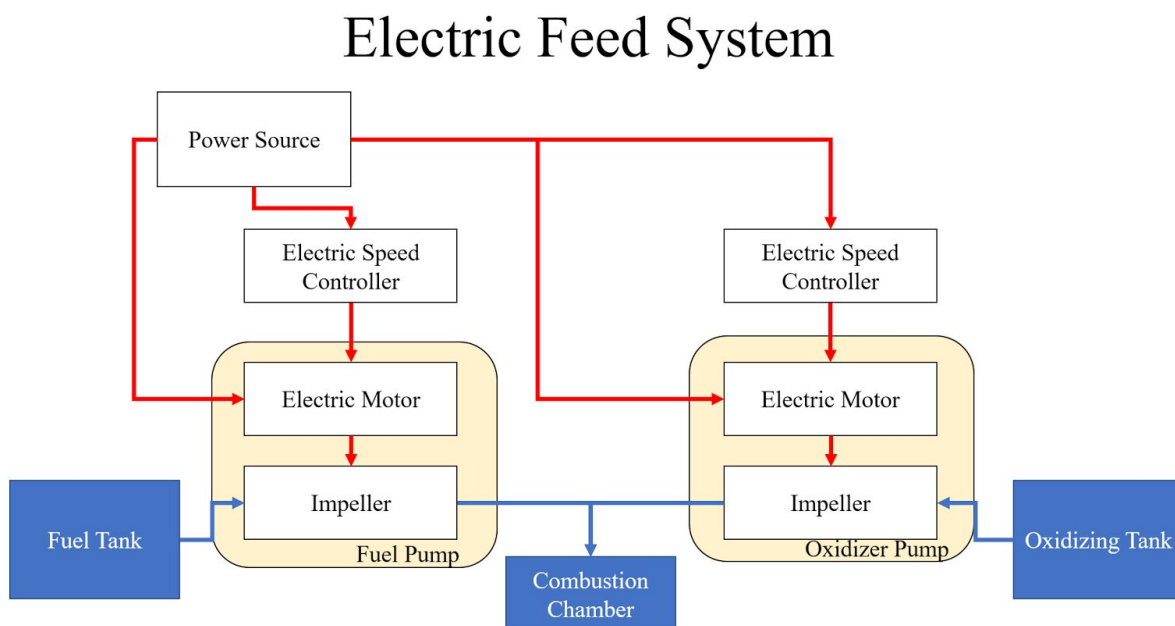 Electric Feed System
Power Source
Electric Speed
Controller
Electric Speed
Controller
Electric Motor
Electric Motor
Impeller
Impeller
Fuel Tank
Fuel Pump
Oxidizer Pump
Oxidizing Tank
Combustion
Chamber